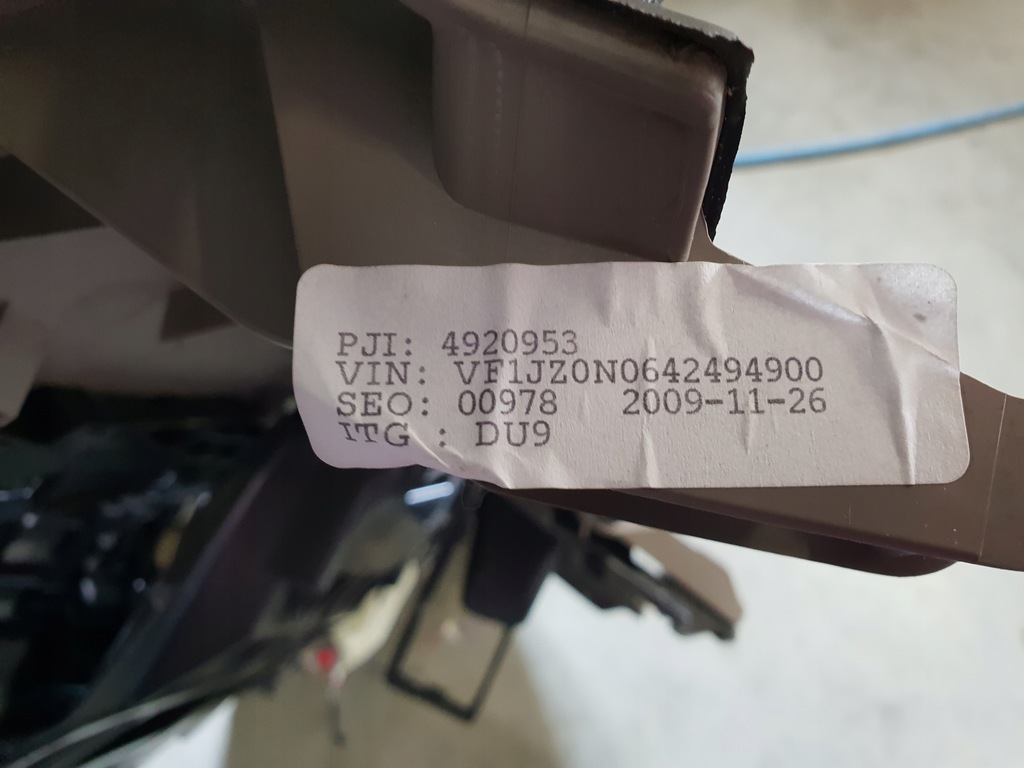 PJI: 4920953
VIN: VF1JZ0N0642494900
SEO: 00978 2009-11-26
ITG : DU9